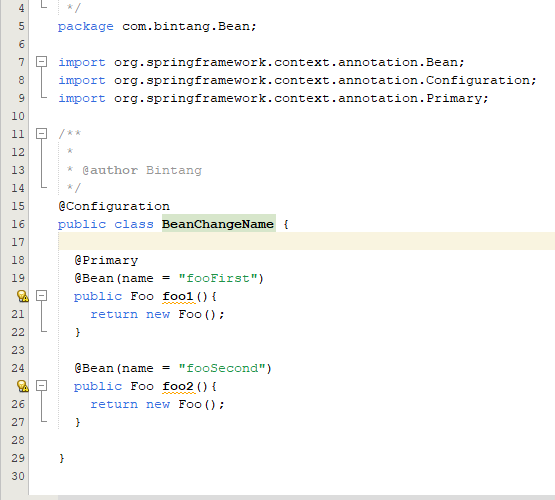 4 */
5 package com.bintang.Bean;
6
7 import org.springframework.context.annotation.Bean;
8 import org.springframework.context.annotation.Configuration;
9 import org.springframework.context.annotation.Primary;
10
11 /**
12 *
13 * @author Bintang
14 */
15 @Configuration
16 public class BeanChangeName {
17
18 @Primary
19 @Bean(name = "fooFirst")
public Foo foo1(){
21 return new Foo();
22 }
23
24 @Bean(name = "fooSecond")
public Foo foo2(){
26 return new Foo();
27 }
28
29 }
30